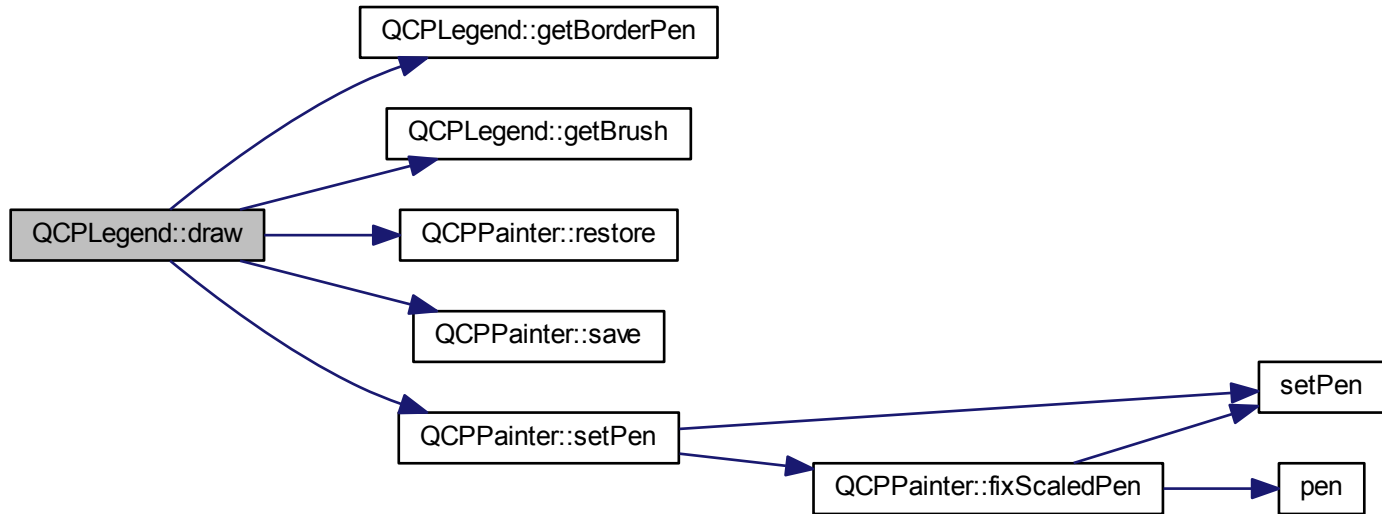 QCPLegend::getBorderPen
QCPLegend::getBrush
QCPLegend::draw
QCPPainter::restore
QCPPainter::save
setPen
QCPPainter::setPen
QCPPainter::fixScaledPen
pen